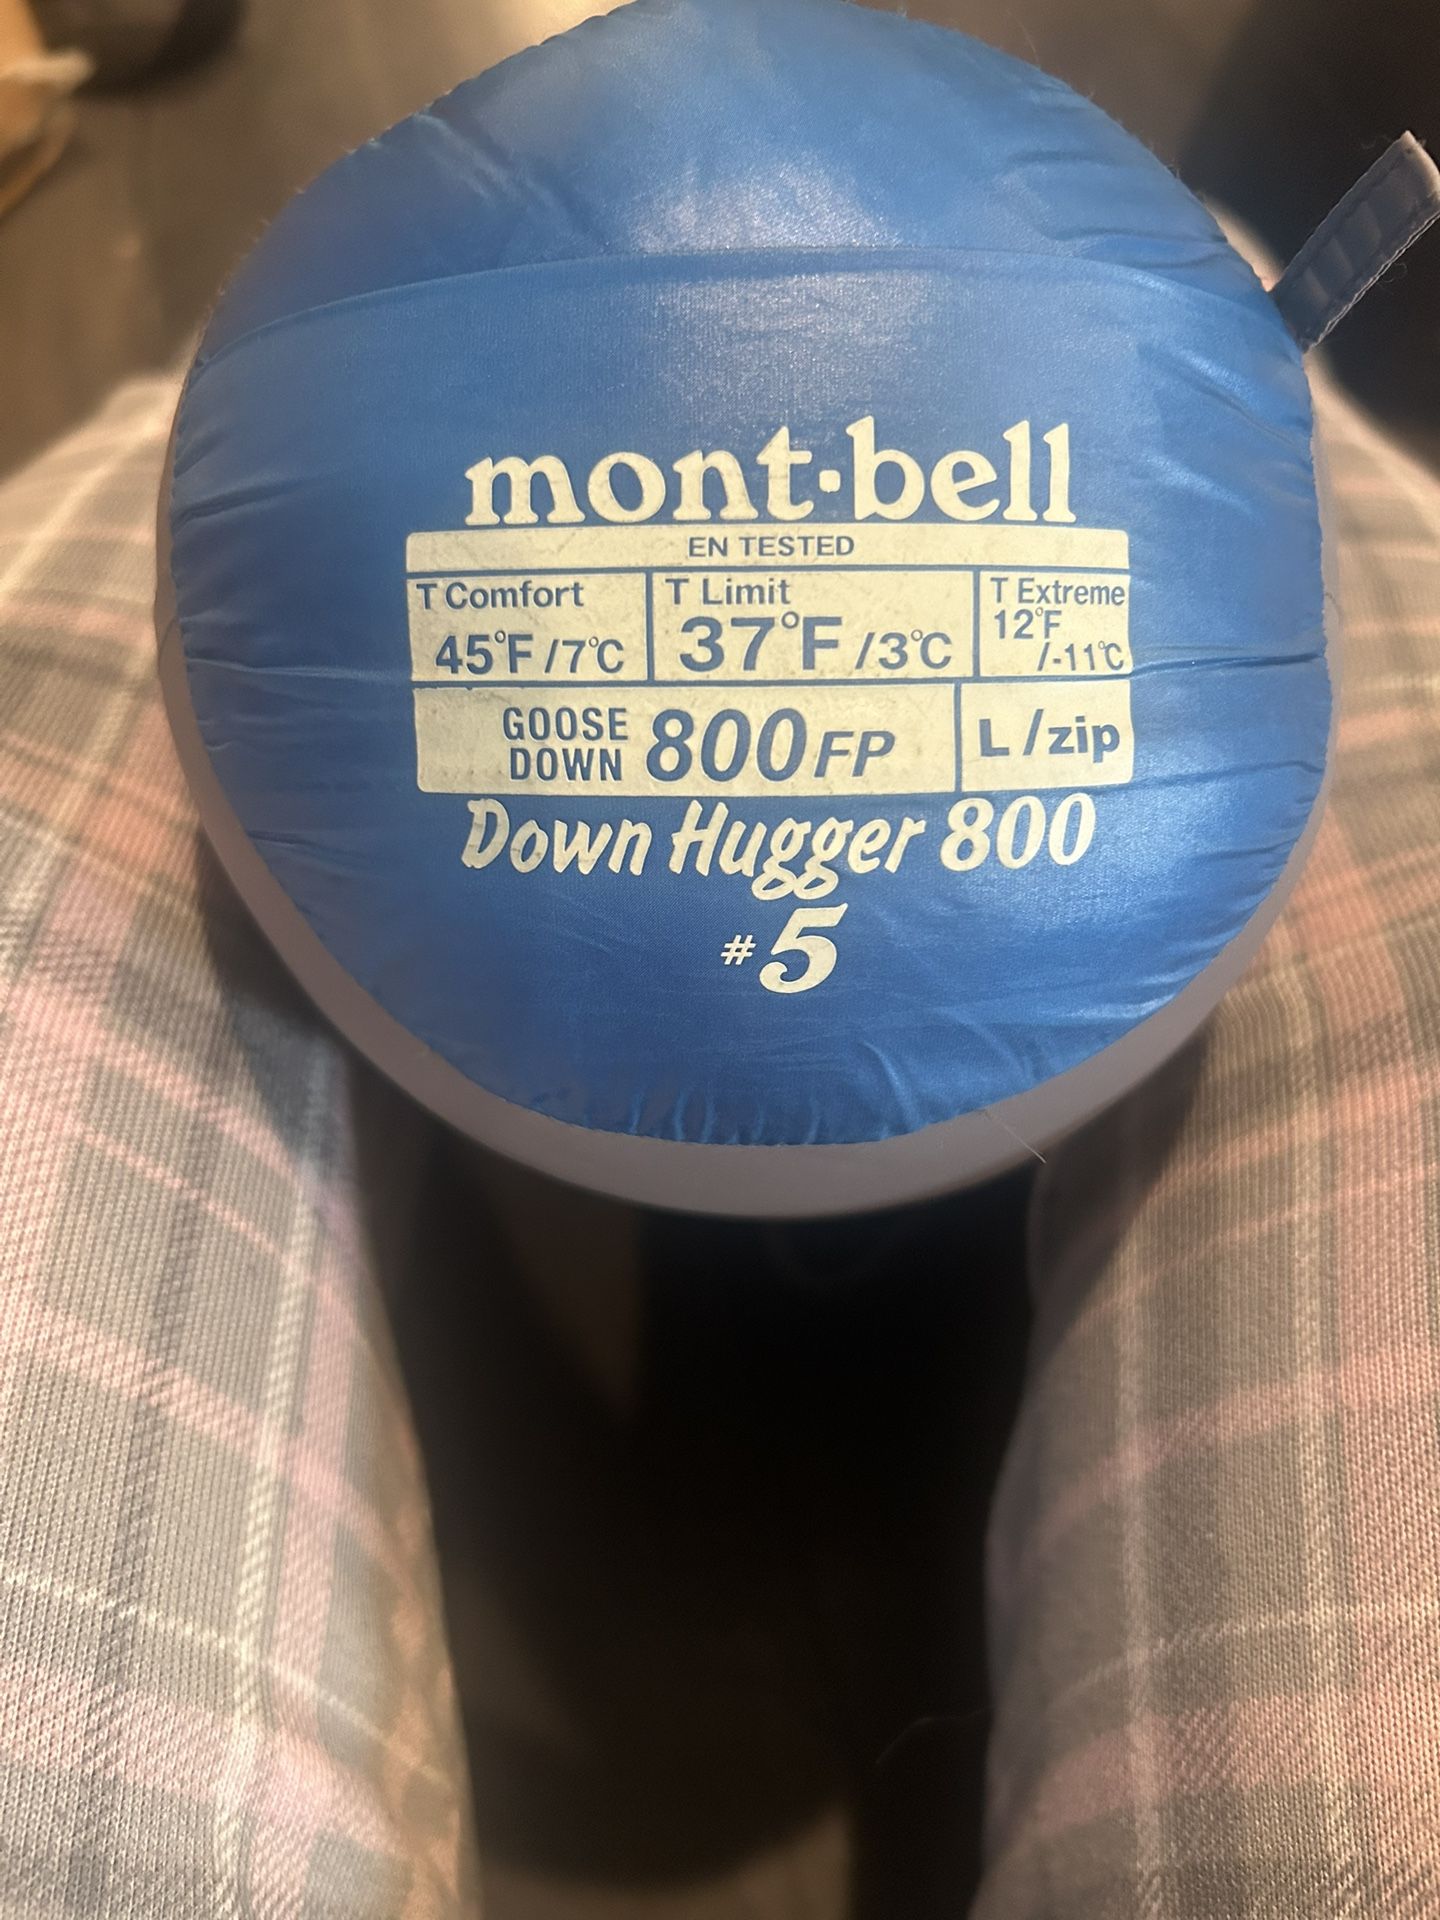 mont-bell
EN TESTED
T Comfort
45°F/7℃
T Limit
37°F/3℃
T Extreme
12°F
/-11℃
GOOSE
DOWN
800FP
L/zip
Down Hugger 800
#5